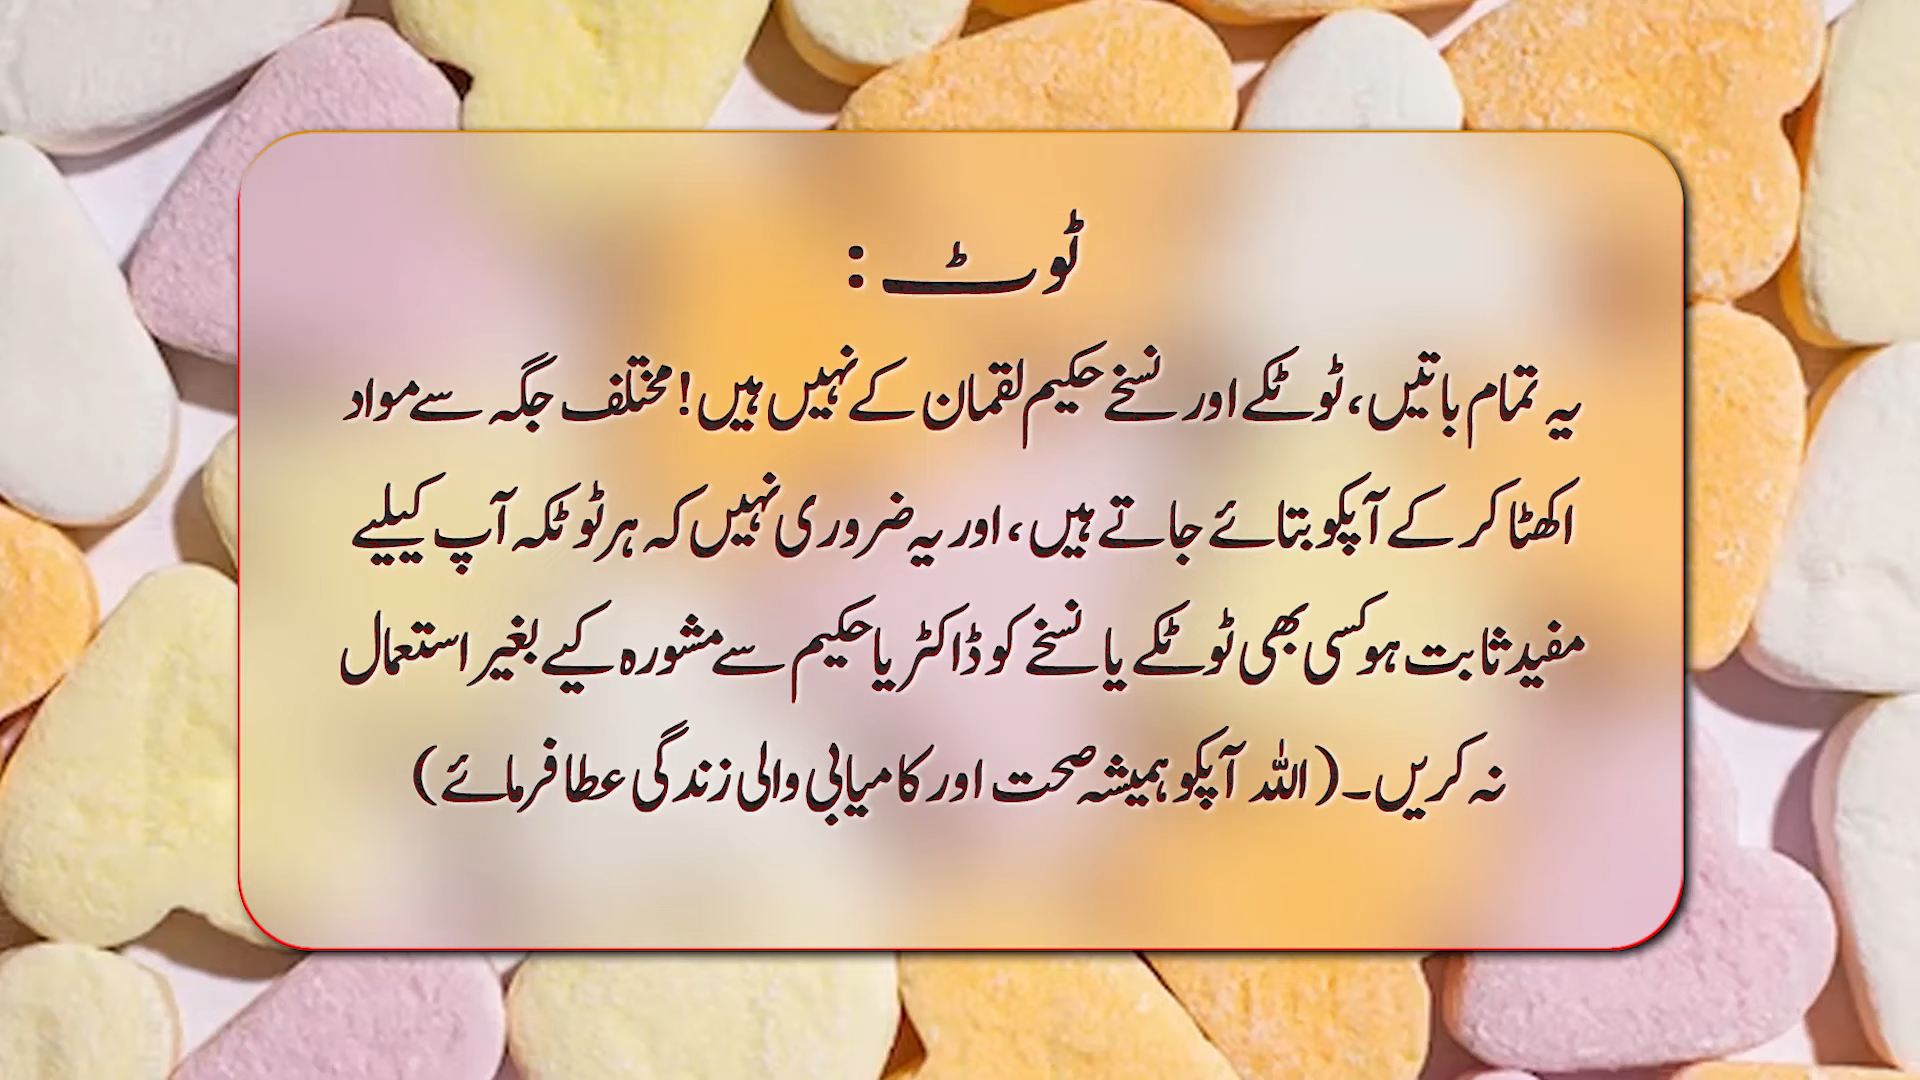 ٹوٹ :
یہ تمام باتیں، ٹوٹکے اور نسخے حکیم لقمان کے نہیں ہیں! مختلف جگہ سے مواد
اکھٹا کر کے آپکو بتائے جاتے ہیں، اور یہ ضروری نہیں کہ ہر ٹوٹکہ آپ کیلیے
مفید ثابت ہو کسی بھی ٹوٹکے یا نسخے کو ڈاکٹر یا حکیم سے مشورہ کیے بغیر استعمال
نہ کریں۔ (اللہ آپکو ہمیشہ صحت اور کامیابی والی زندگی عطا فرمائے)